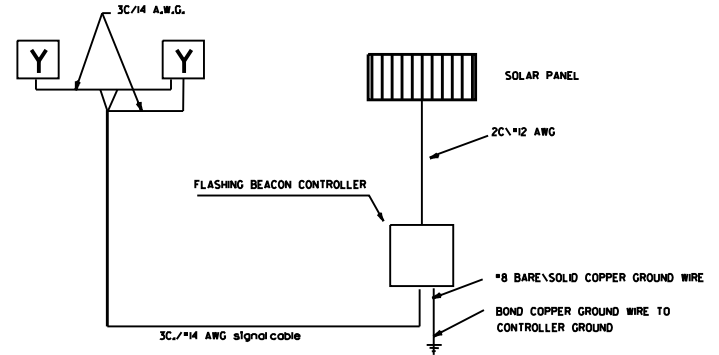 3C/14 A.W.G.
Y
Y
SOLAR PANEL
2C\#12 AWG
FLASHING BEACON CONTROLLER
#8 BARE\SOLID COPPER GROUND WIRE
BOND COPPER GROUND WIRE TO
CONTROLLER GROUND
3C./#14 AWG signal cable